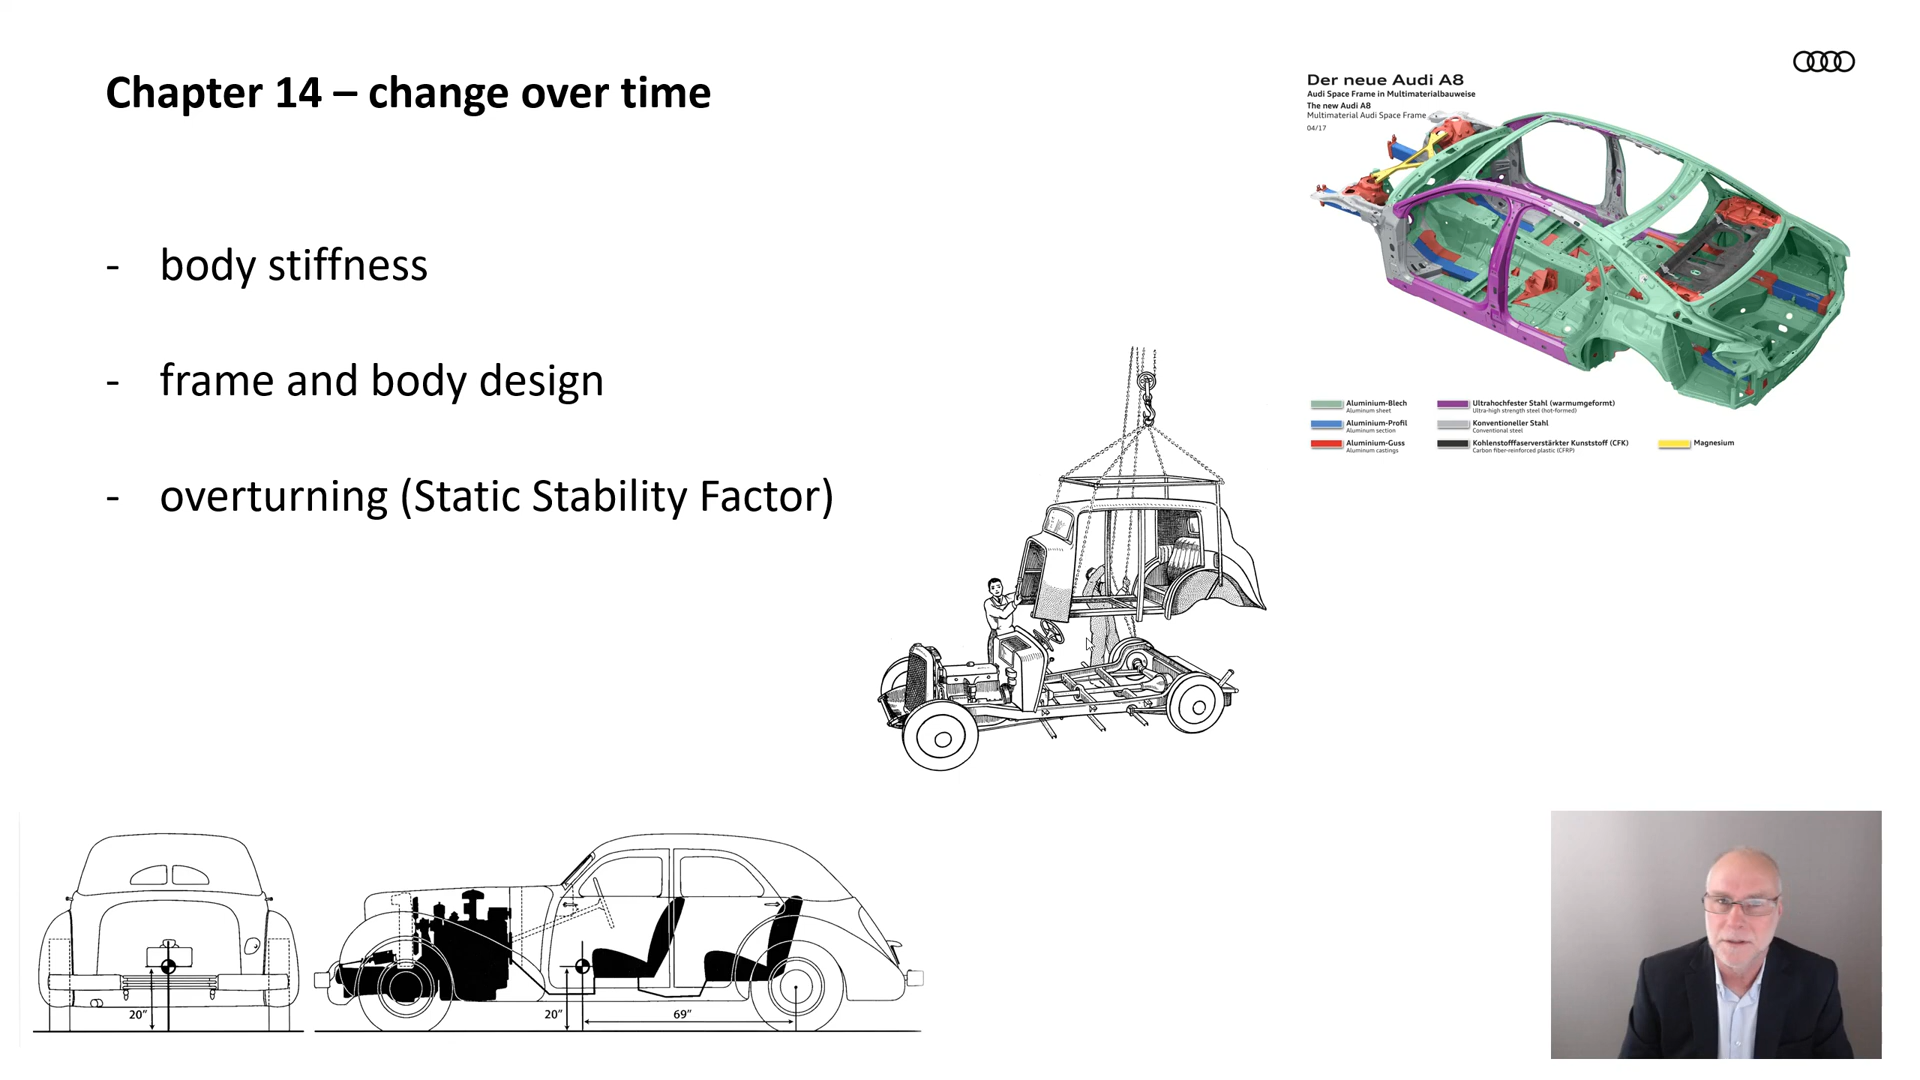 Chapter 14 – change over time
- body stiffness
- frame and body design
- overturning (Static Stability Factor)
Der neue Audi A8
Audi Space Frame in Multimaterialbauweise
The new Audi A8
Multimaterial Audi Space Frame
04/17
Aluminium-Blech
Aluminum sheet
Aluminium-Profil
Aluminum section
Aluminium-Guss
Aluminum castings
Ultrahochfester Stahl (warmumgeformt)
Ultra-high strength steel (hot-formed)
Konventioneller Stahl
Conventional steel
Kohlenstofffaserverstärkter Kunststoff (CFK)
Carbon fiber-reinforced plastic (CFRP)
Magnesium
20"
20"
69"